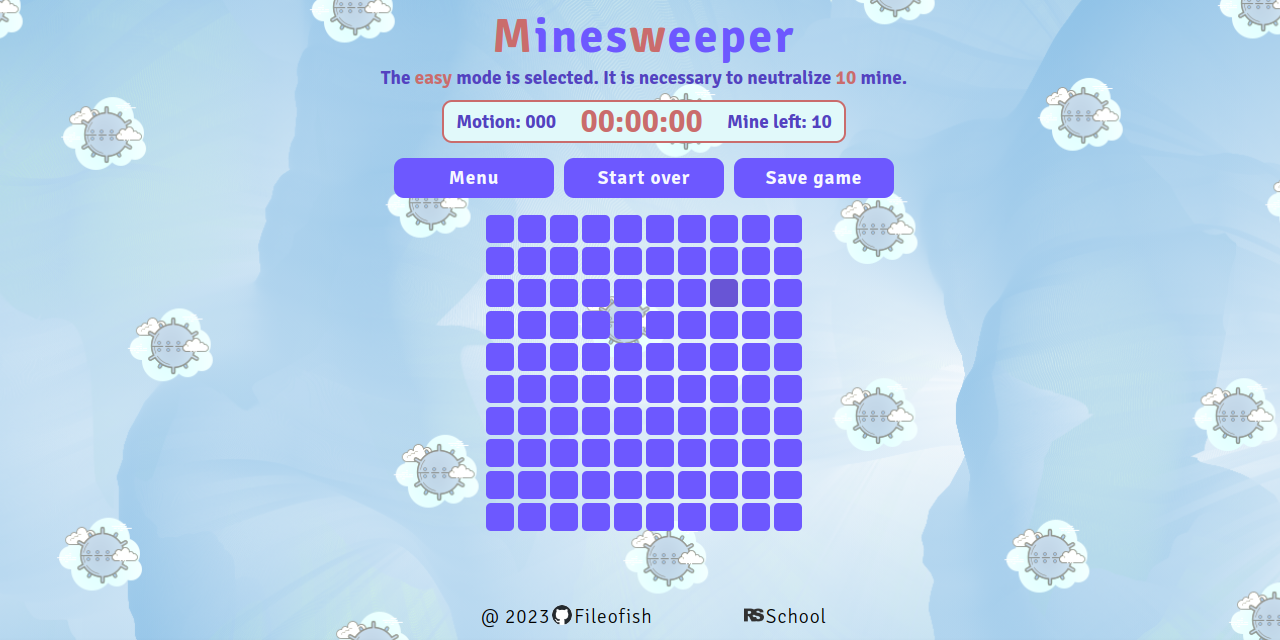 Minesweeper
The easy mode is selected. It is necessary to neutralize 10 mine.
Motion: 000 00:00:00 Mine left: 10
Menu Start over Save game
@ 2023 Fileofish RS School